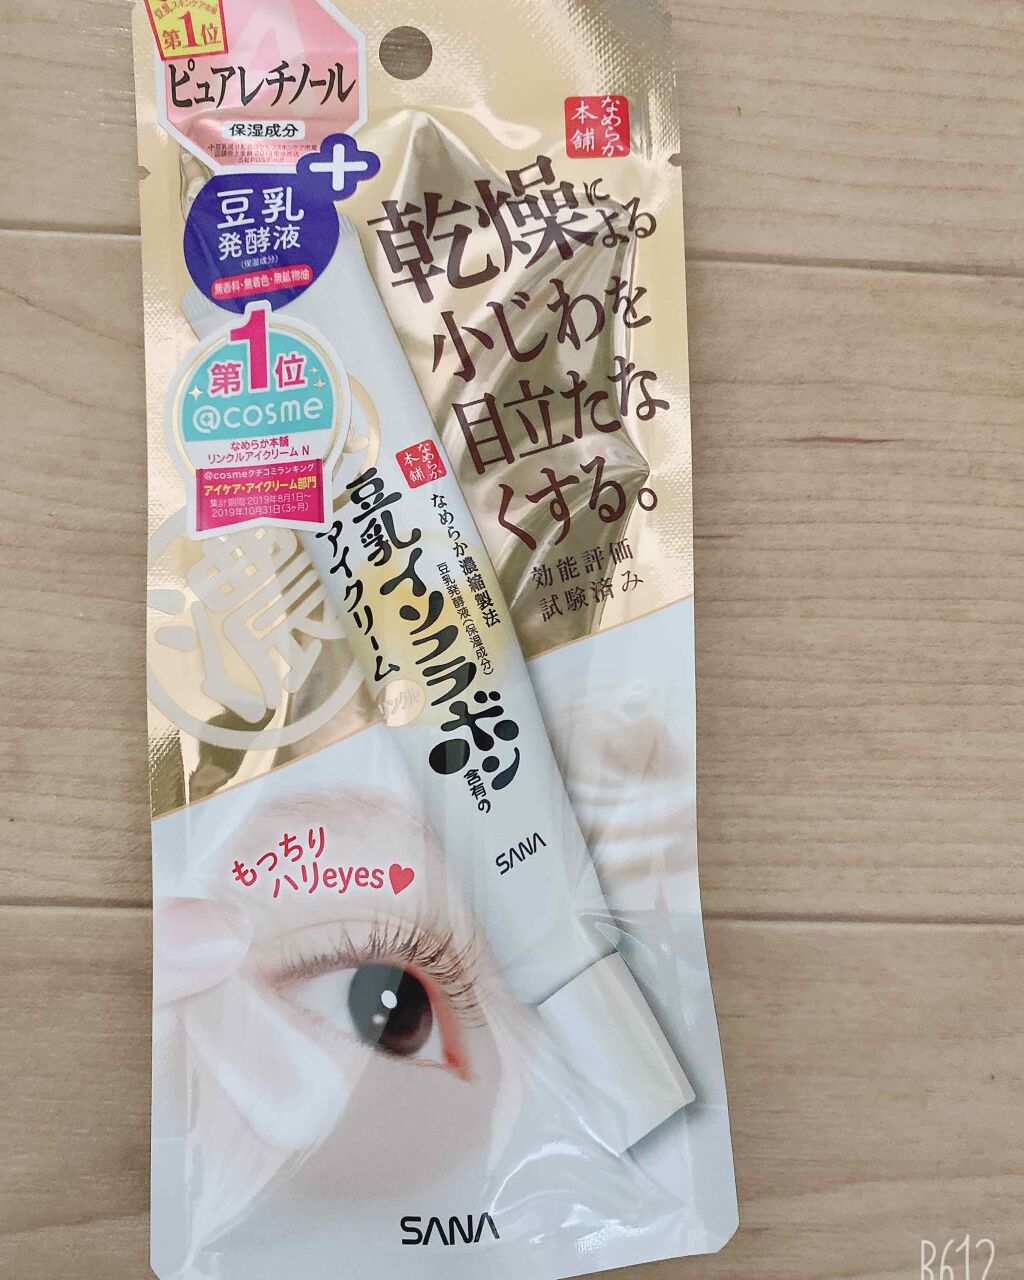 第1位
ピュアレチノール
保湿成分
+
豆乳
発酵液
(保湿成分)
無香料・無着色・無鉱物油
第1位
@cosme
なめらか本舗
リンクルアイクリーム N
@cosmeクチコミランキング
アイケア・アイクリーム部門
集計期間:2019年8月1日〜
2019年10月31日(3ヶ月)
なめらか
本舗
乾燥による
小じわを
目立たな
くする。
効能評価
試験済み
濃
なめらか
本舗
なめらか濃縮製法
豆乳発酵液(保湿成分)
豆乳イソフラボン
含有の
アイクリーム
リンクル
SANA
もっちり
ハリeyes♥
SANA
B612